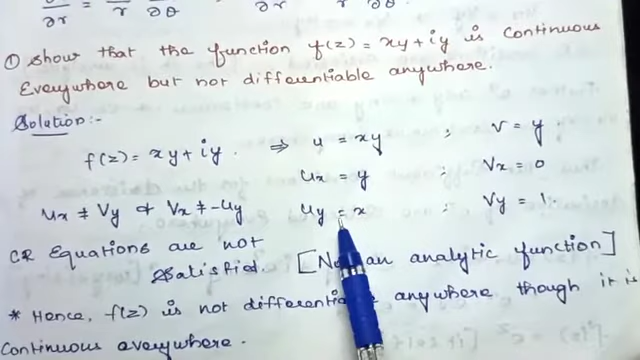 ∂r = r ∂θ ∂r r ∂θ
① Show that the function f(z) = xy + iy is continuous
Everywhere but not differentiable anywhere.
Solution:-
f(z) = xy + iy. ⇒ u = xy ; v = y
ux = y ; Vx = 0
ux ≠ Vy & Vx ≠ -uy uy = x ; Vy = 1.
CR Equations are not
satisfied. [ an analytic function]
* Hence, f(z) is not anywhere though it is
continuous everywhere.